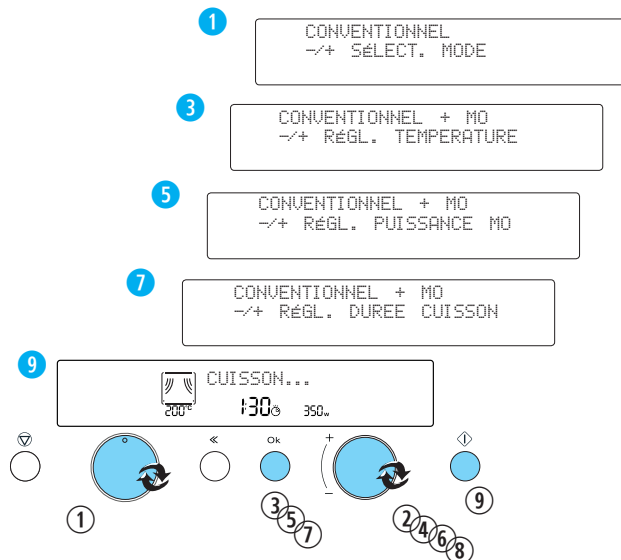 1
CONVENTIONNEL
-/+ SÉLECT. MODE
3
CONVENTIONNEL + MO
-/+ RÉGL. TEMPERATURE
5
CONVENTIONNEL + MO
-/+ RÉGL. PUISSANCE MO
7
CONVENTIONNEL + MO
-/+ RÉGL. DUREE CUISSON
9
CUISSON...
200°C 1:30 350w
« Ok + −
1 3 5 7 2 4 6 8 9